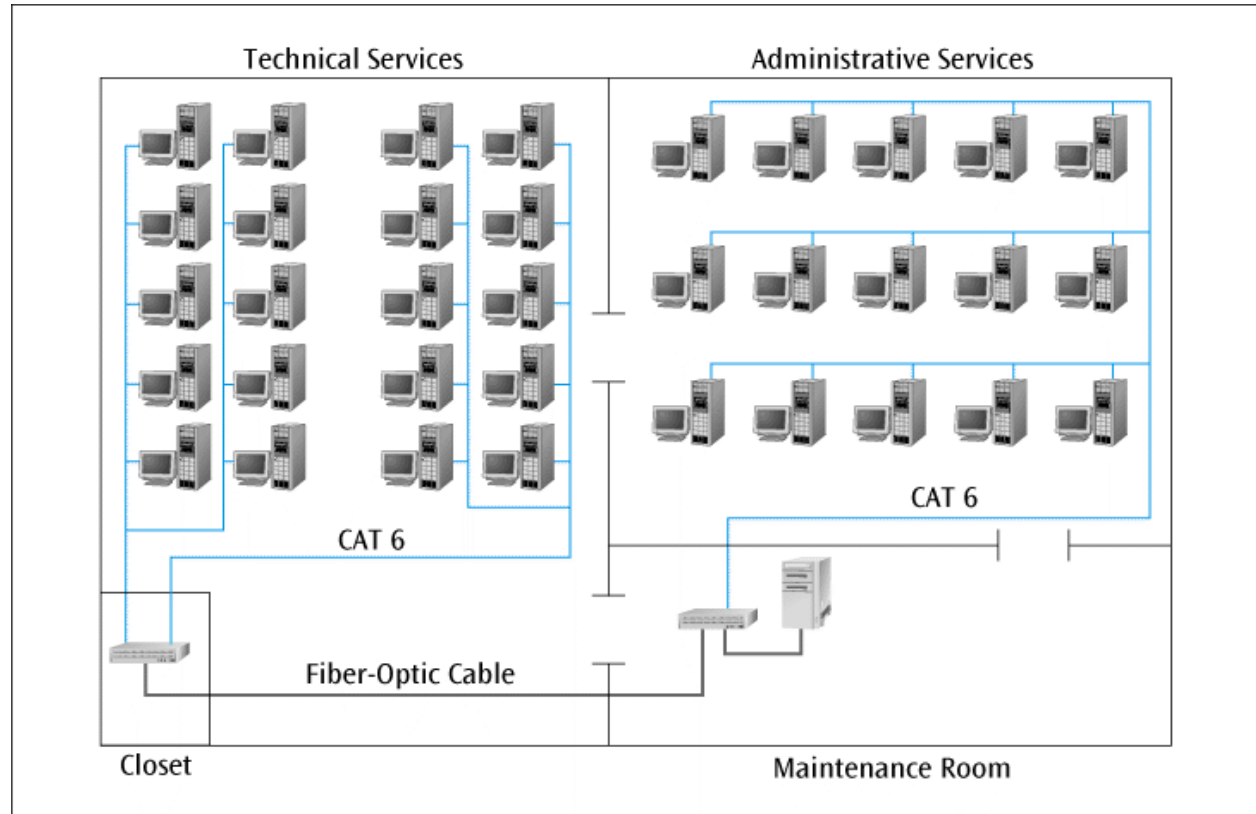 Technical Services
Administrative Services
CAT 6
CAT 6
Fiber-Optic Cable
Closet
Maintenance Room